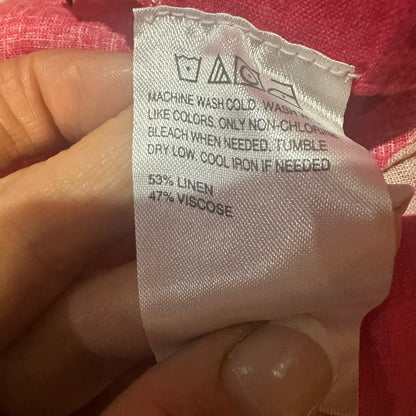 MACHINE WASH COLD, WASH
LIKE COLORS, ONLY NON-CHLORINE
BLEACH WHEN NEEDED, TUMBLE
DRY LOW, COOL IRON IF NEEDED
53% LINEN
47% VISCOSE